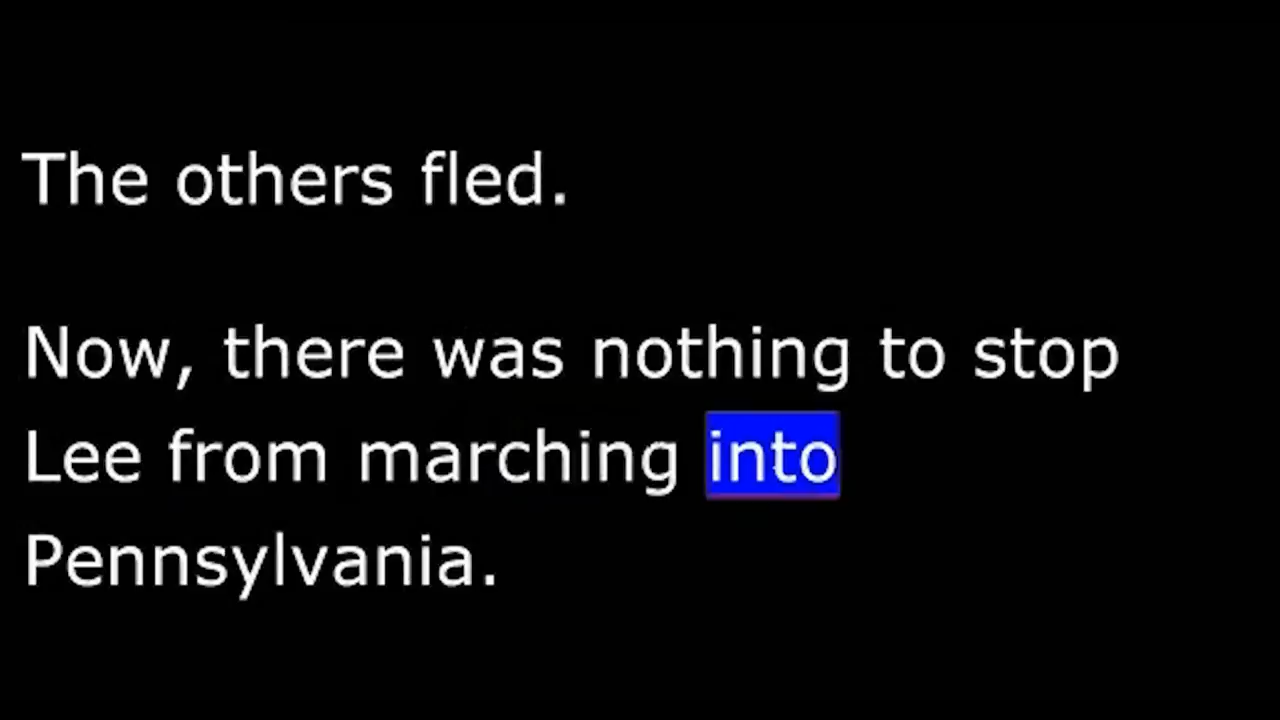 The others fled.
Now, there was nothing to stop
Lee from marching into
Pennsylvania.